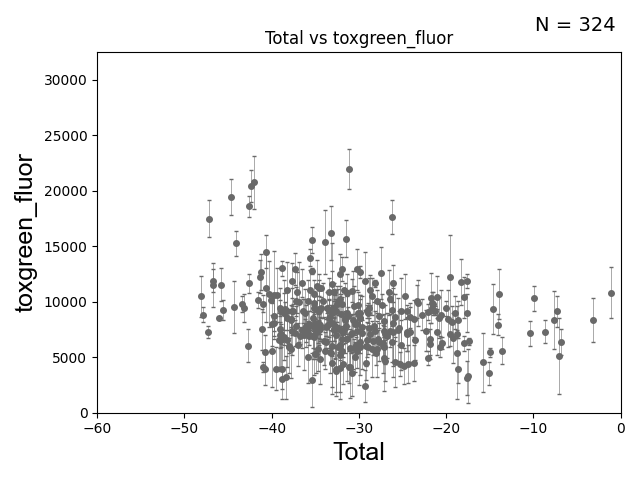 N = 324
Total vs toxgreen_fluor
30000
25000
20000
15000
10000
5000
0
toxgreen_fluor
−60 −50 −40 −30 −20 −10 0
Total